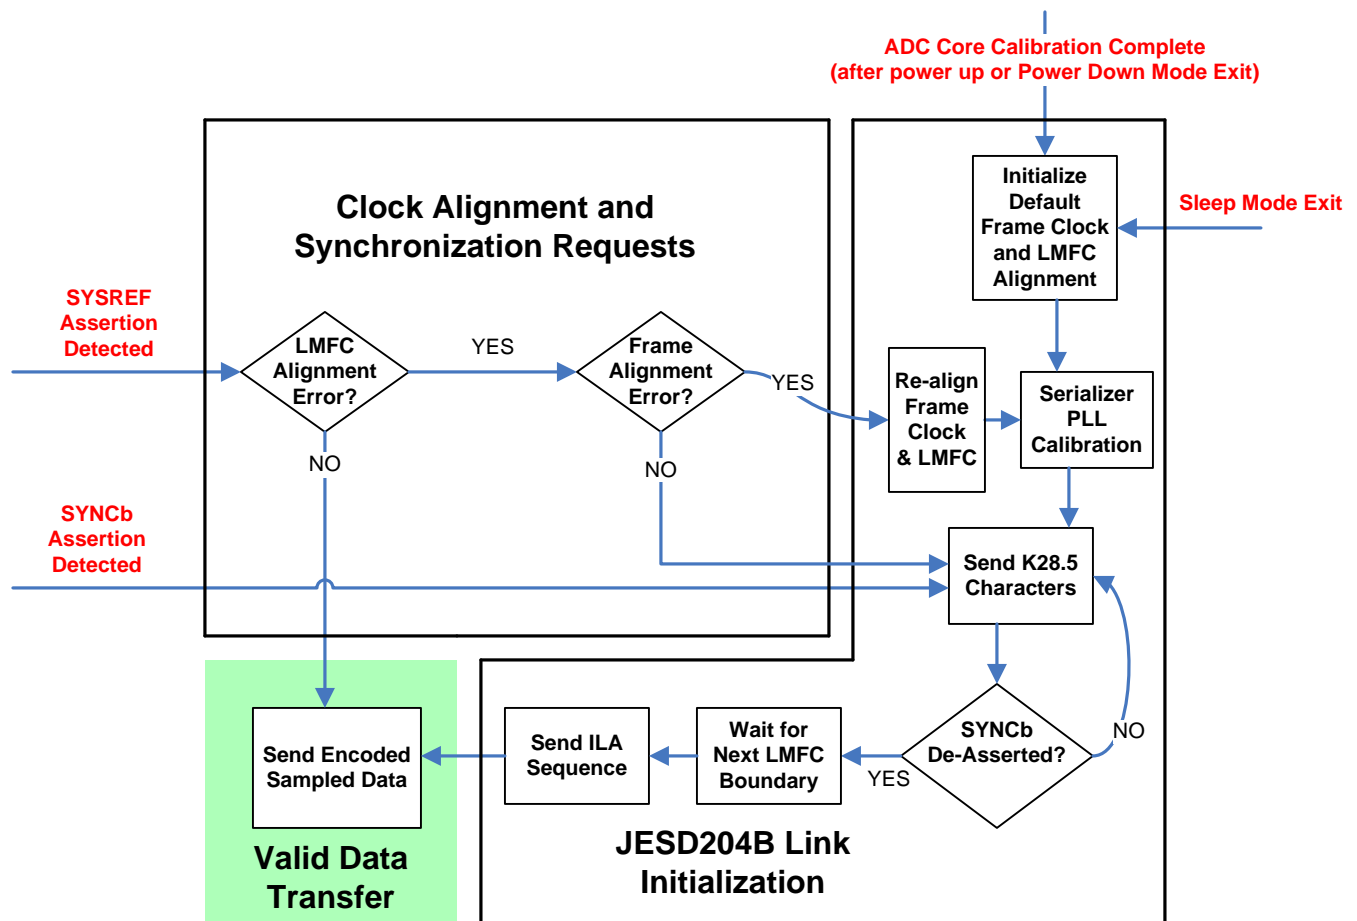 ADC Core Calibration Complete
(after power up or Power Down Mode Exit)
Clock Alignment and
Synchronization Requests
Initialize
Default
Frame Clock
and LMFC
Alignment
Sleep Mode Exit
SYSREF
Assertion
Detected
LMFC
Alignment
Error?
YES
Frame
Alignment
Error?
YES
Re-align
Frame
Clock
& LMFC
Serializer
PLL
Calibration
NO
NO
SYNCb
Assertion
Detected
Send K28.5
Characters
Send Encoded
Sampled Data
Send ILA
Sequence
Wait for
Next LMFC
Boundary
YES
SYNCb
De-Asserted?
NO
Valid Data
Transfer
JESD204B Link
Initialization